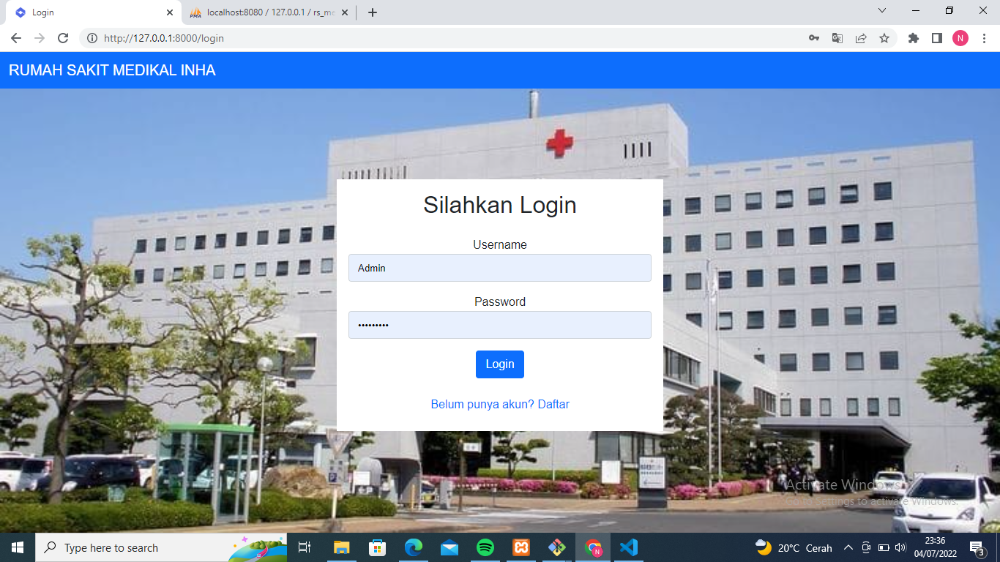 Login
PMA
localhost:8080 / 127.0.0.1 / rs_me
http://127.0.0.1:8000/login
N
RUMAH SAKIT MEDIKAL INHA
Silahkan Login
Username
Admin
Password
•••••••••
Login
Belum punya akun? Daftar
Activate Windows
Go to Settings to activate Windows.
Type here to search
N
20°C Cerah
23:36
04/07/2022
3